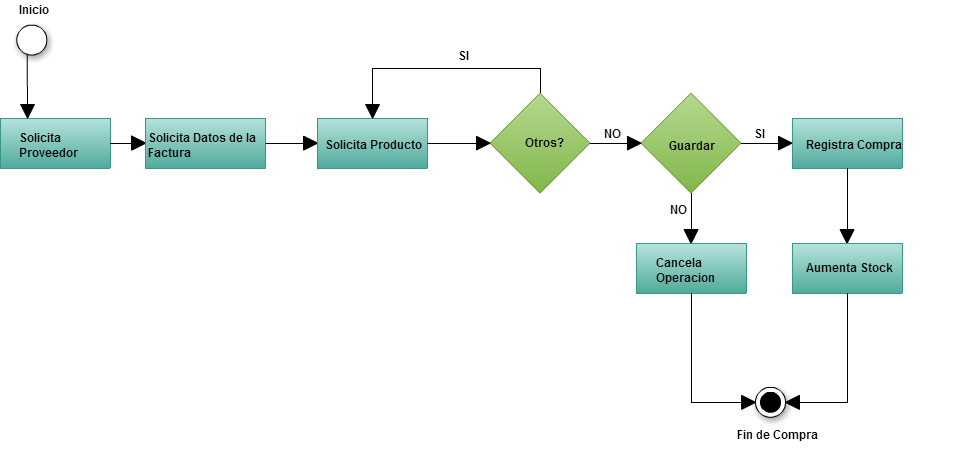 Inicio
SI
Solicita
Proveedor
Solicita Datos de la
Factura
Solicita Producto
Otros?
NO
Guardar
SI
Registra Compra
NO
Cancela
Operacion
Aumenta Stock
Fin de Compra